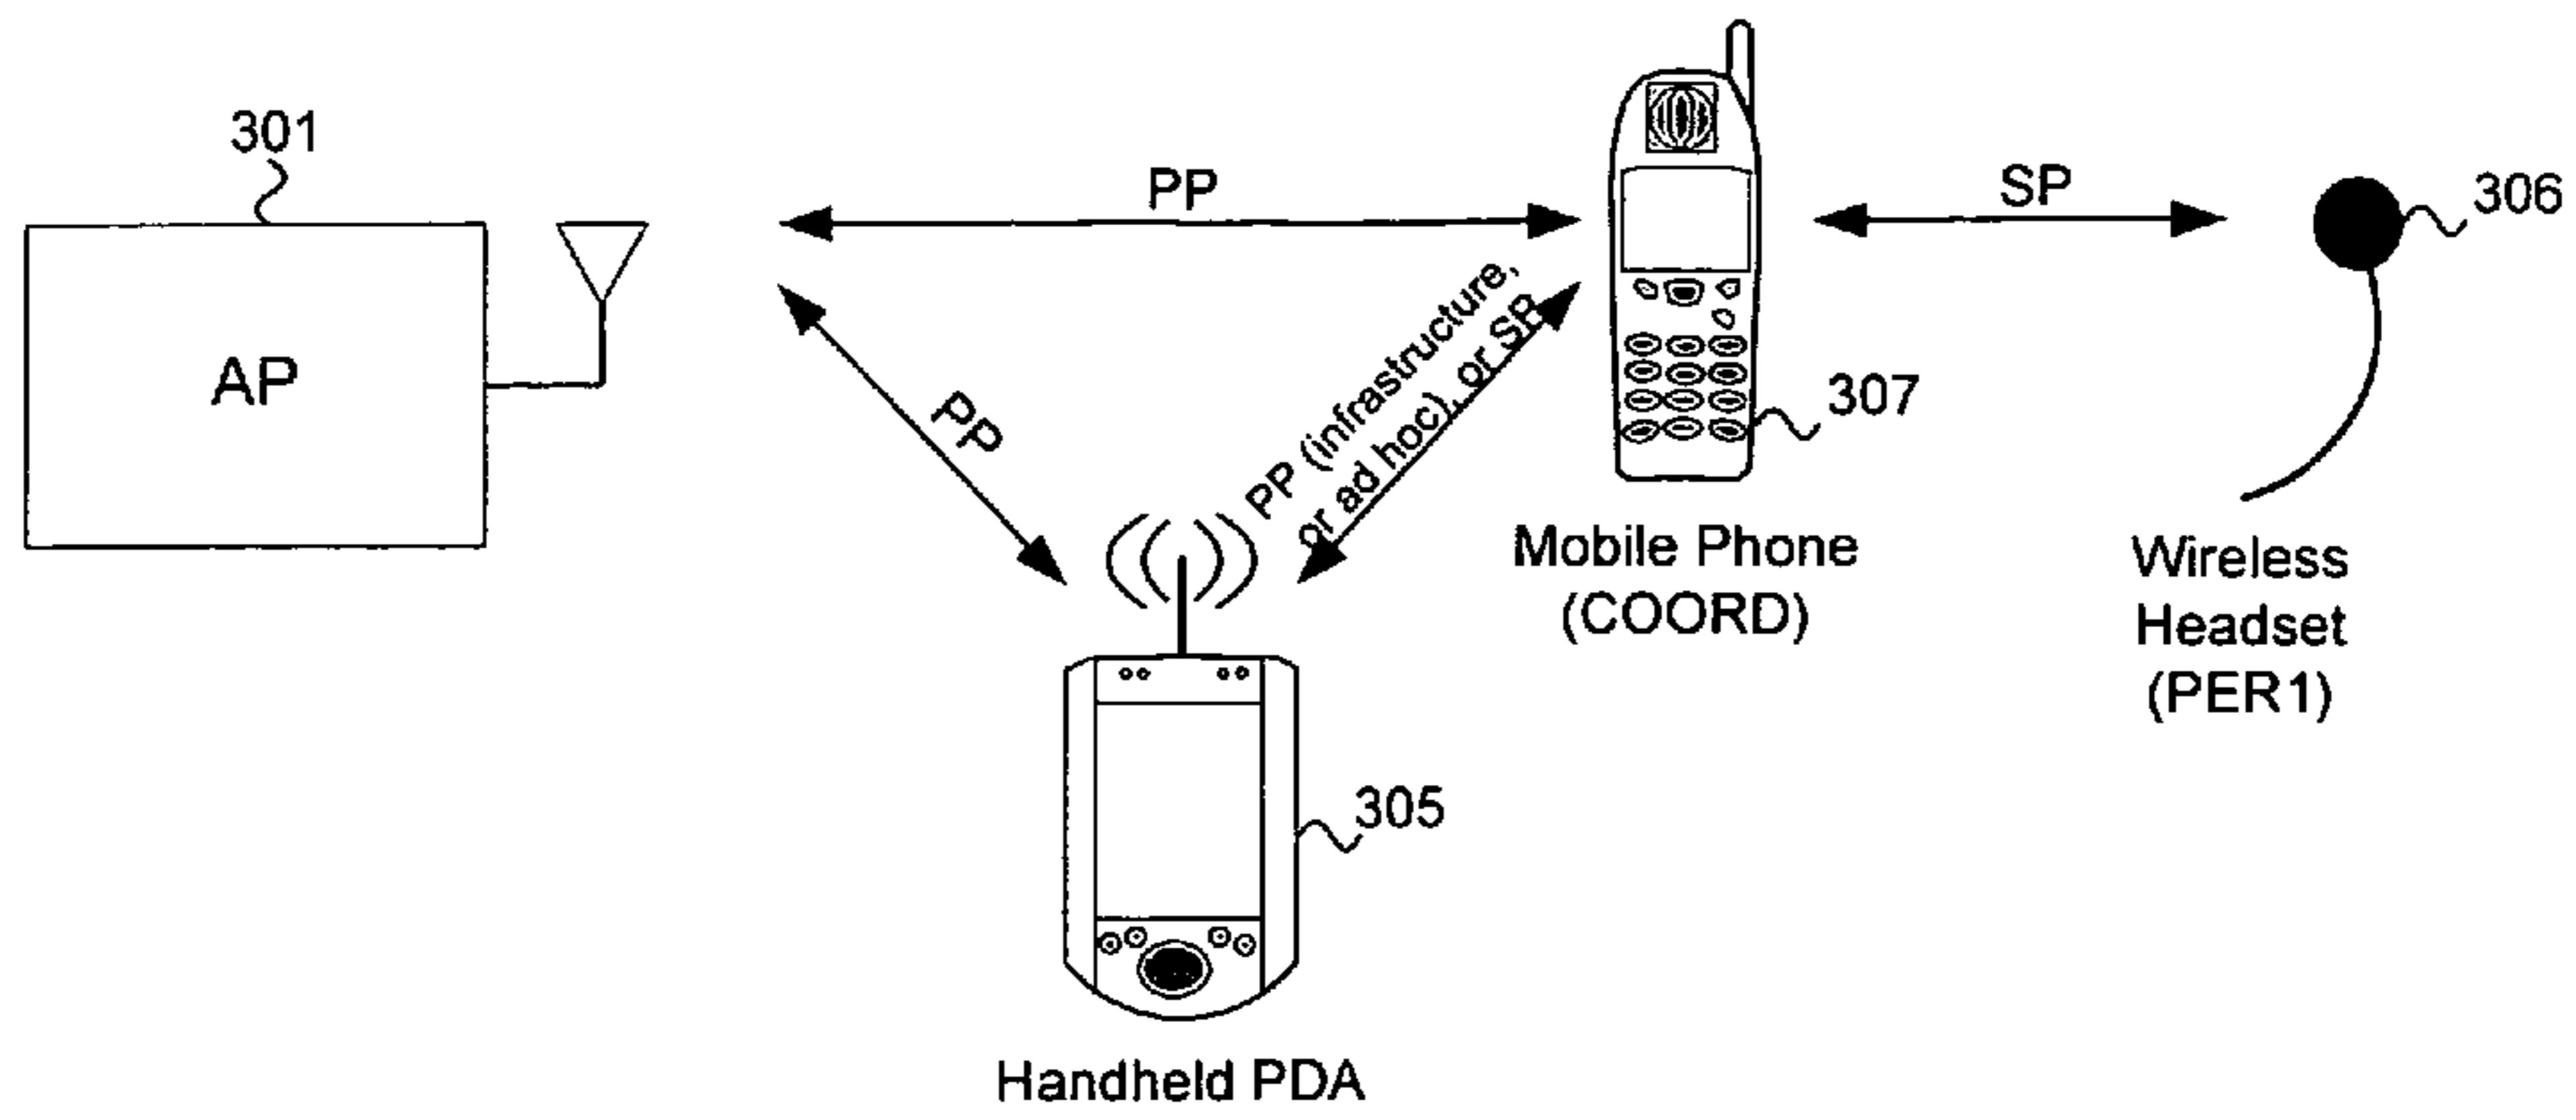 301
AP
PP
PP
PP (infrastructure,
or ad hoc), or SP
SP
306
307
Mobile Phone
(COORD)
Wireless
Headset
(PER1)
305
Handheld PDA